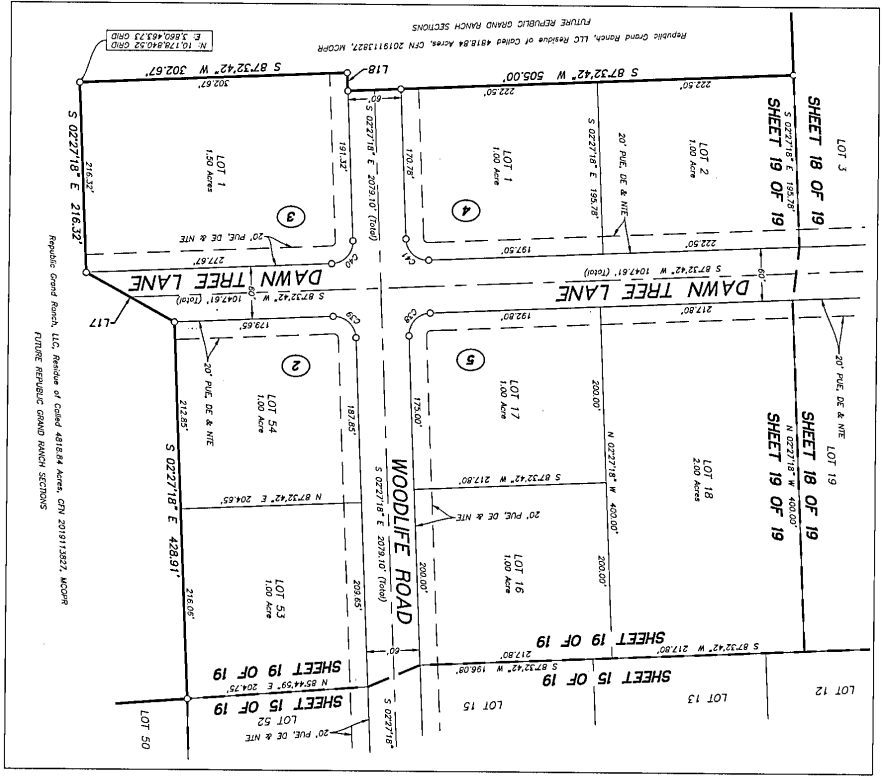 LOT 50
LOT 52
20' PUE, DE & NTE
S 02°27'18"
LOT 15
LOT 13
LOT 12
SHEET 15 OF 19
SHEET 19 OF 19
N 85°44'59" E 204.75'
S 87°32'42" W 196.08'
217.80'
SHEET 15 OF 19
SHEET 19 OF 19
S 87°32'42" W 217.80'
LOT 53
1.00 Acre
216.06'
209.65'
60'
N 87°32'42" E 204.65'
LOT 16
1.00 Acre
200.00'
200.00'
20' PUE, DE & NTE
S 87°32'42" W 217.80'
WOODLIFE ROAD
S 02°27'18" E 2079.10' (Total)
S 02°27'18" E 428.91'
212.85'
LOT 54
1.00 Acre
187.85'
175.00'
LOT 17
1.00 Acre
200.00'
N 02°27'18" W 400.00'
LOT 18
2.00 Acres
SHEET 19 OF 19
SHEET 18 OF 19
N 02°27'18" W 400.00'
LOT 19
20' PUE, DE & NTE
20' PUE, DE & NTE
2
5
179.65'
C39
C38
192.80'
217.80'
L17
S 87°32'42" W 1047.61' (Total)
60'
DAWN TREE LANE
DAWN TREE LANE
S 87°32'42" W 1047.61' (Total)
60'
277.67'
20' PUE, DE & NTE
C40
C41
197.50'
222.50'
3
4
LOT 1
1.50 Acres
216.32'
S 02°27'18" E 216.32'
191.32'
S 02°27'18" E 2079.10' (Total)
170.78'
LOT 1
1.00 Acre
S 02°27'18" E 195.78'
20' PUE, DE & NTE
LOT 2
1.00 Acre
S 02°27'18" E 195.78'
SHEET 19 OF 19
SHEET 18 OF 19
LOT 3
302.67'
S 87°32'42" W 302.67'
60'
L18
222.50'
222.50'
S 87°32'42" W 505.00'
N: 10,178,840.52 GRID
E: 3,860,463.73 GRID
Republic Grand Ranch, LLC, Residue of Called 4818.84 Acres, CFN 2019113827, MCOPR
FUTURE REPUBLIC GRAND RANCH SECTIONS
Republic Grand Ranch, LLC, Residue of Called 4818.84 Acres, CFN 2019113827, MCOPR
FUTURE REPUBLIC GRAND RANCH SECTIONS